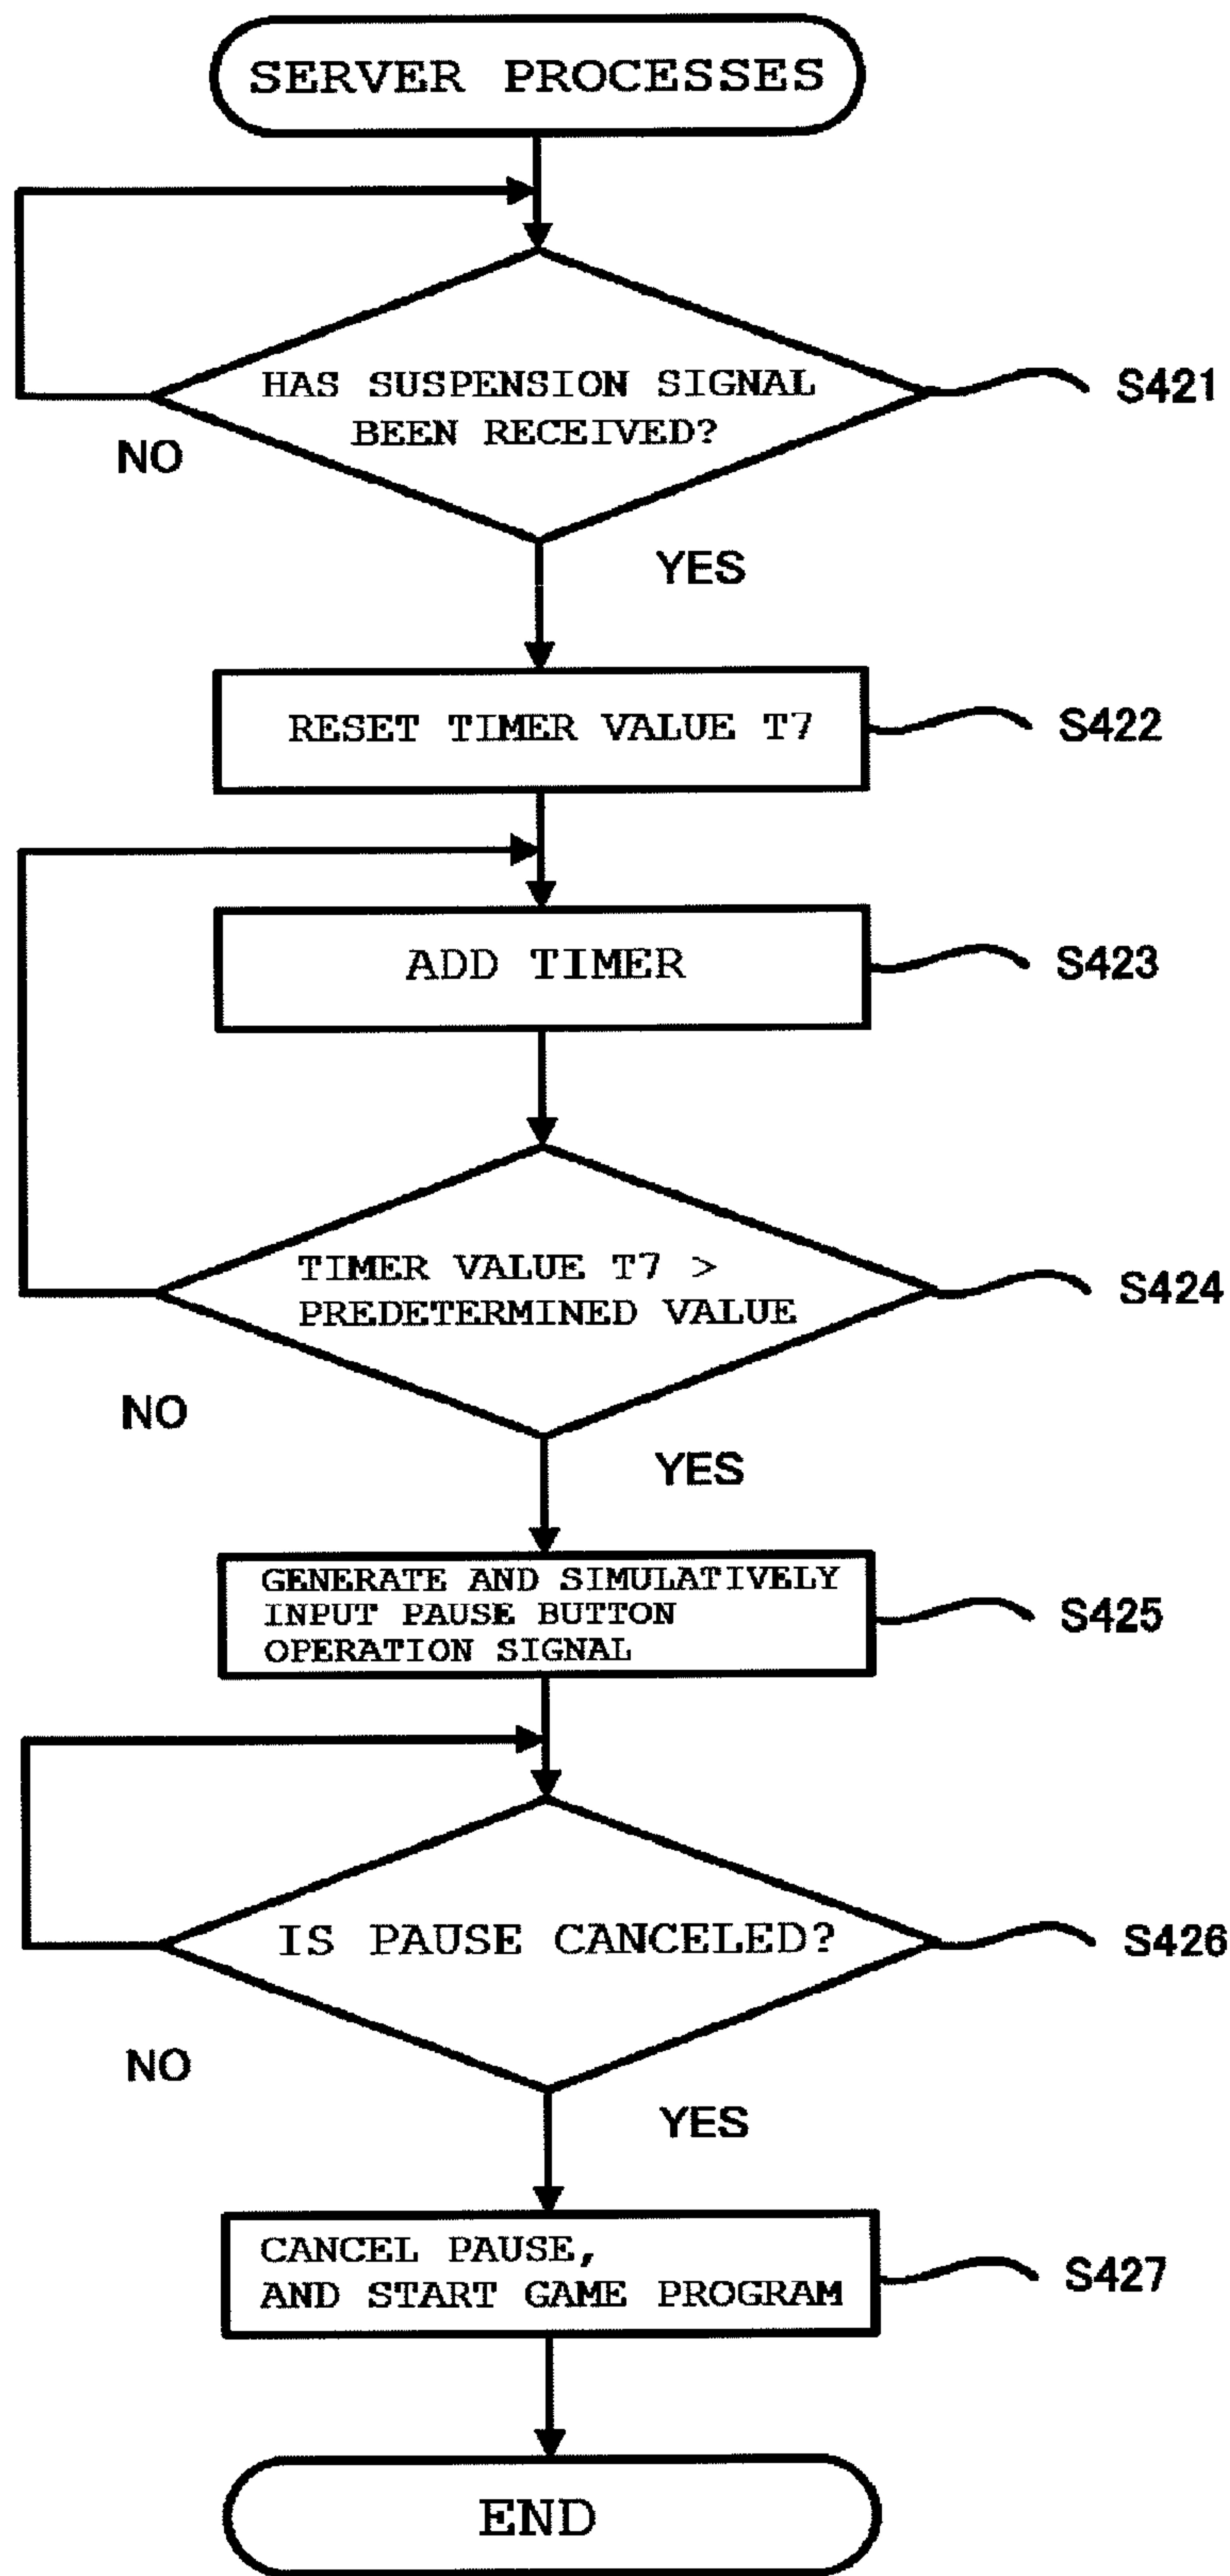 SERVER PROCESSES
HAS SUSPENSION SIGNAL
BEEN RECEIVED?
S421
NO
YES
RESET TIMER VALUE T7
S422
ADD TIMER
S423
TIMER VALUE T7 >
PREDETERMINED VALUE
S424
NO
YES
GENERATE AND SIMULATIVELY
INPUT PAUSE BUTTON
OPERATION SIGNAL
S425
IS PAUSE CANCELED?
S426
NO
YES
CANCEL PAUSE,
AND START GAME PROGRAM
S427
END